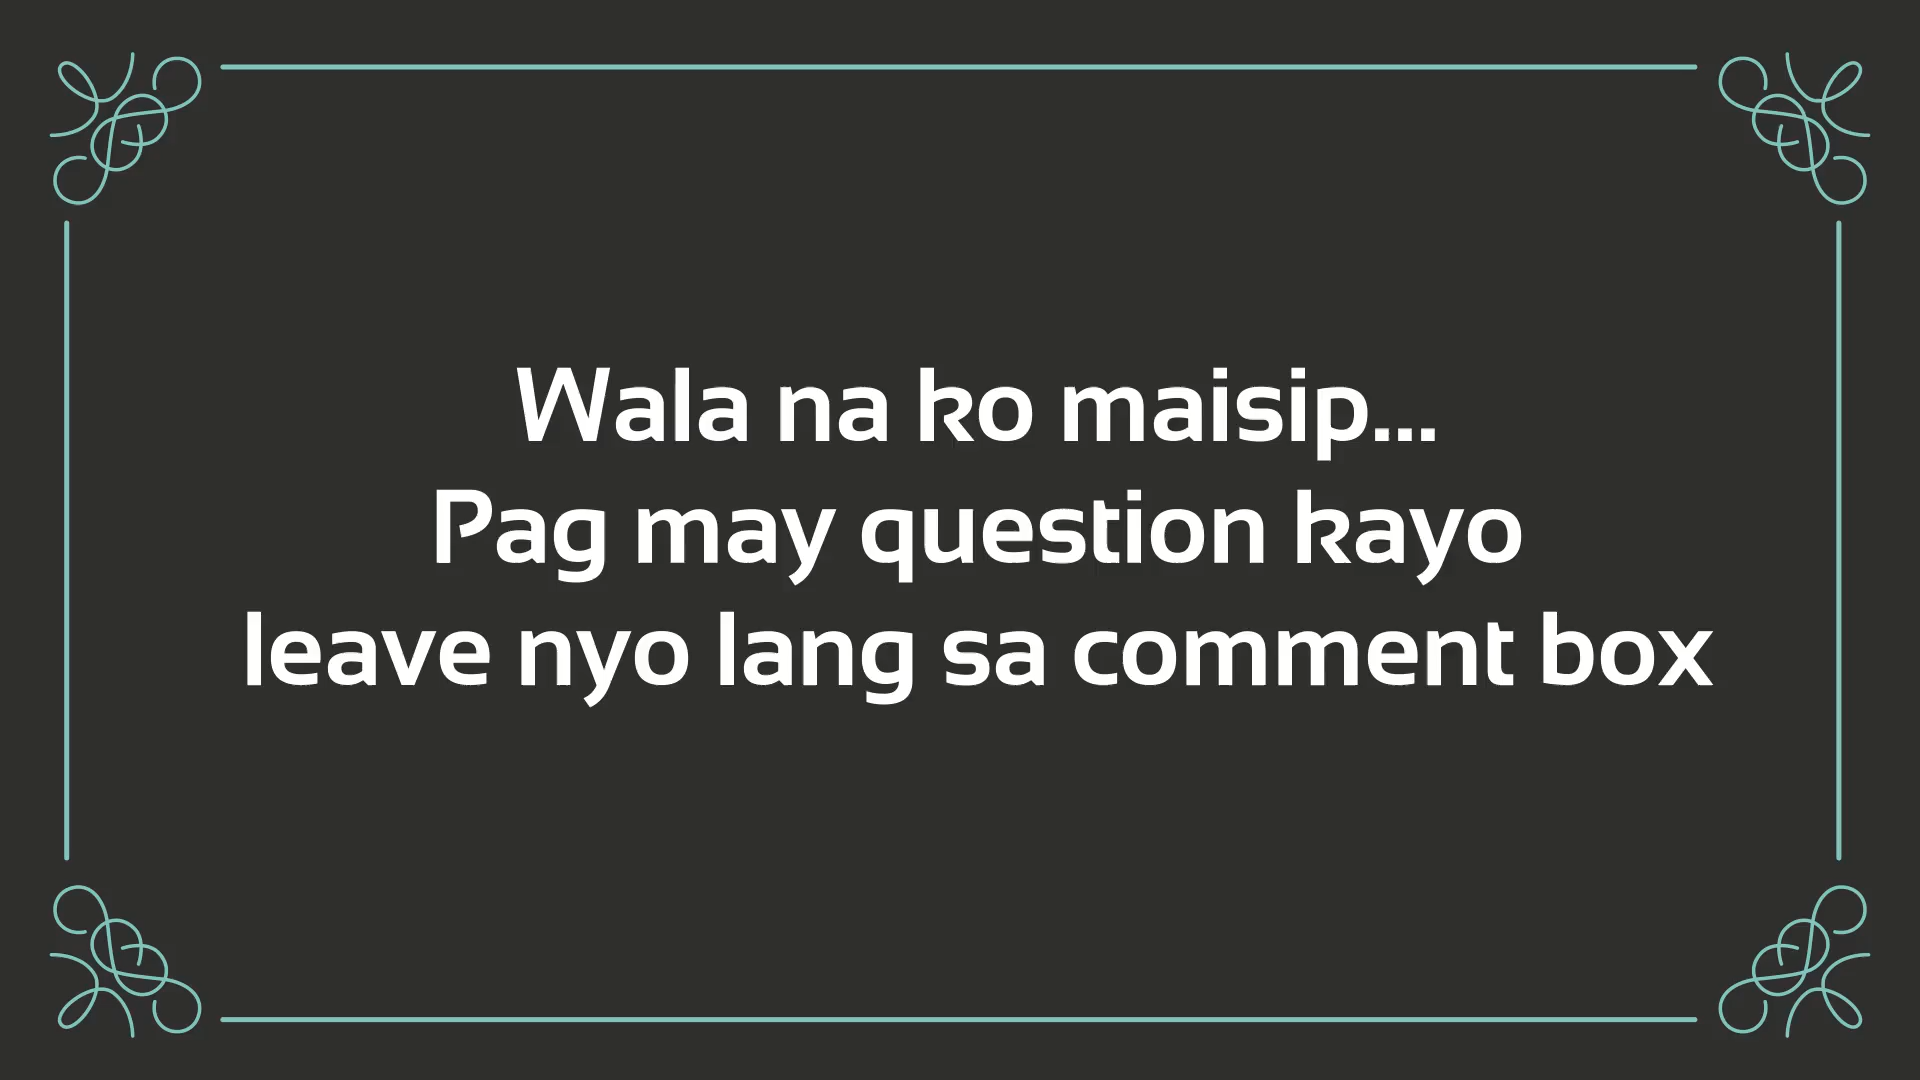 Wala na ko maisip...
Pag may question kayo
leave nyo lang sa comment box